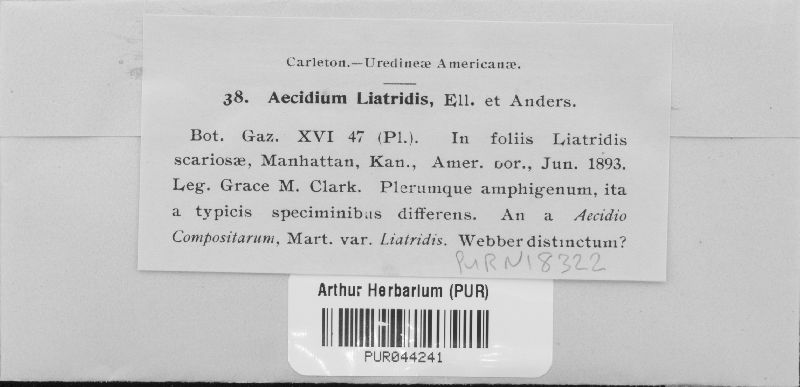 Carleton.—Uredineæ Americanæ.
38. Aecidium Liatridis, Ell. et Anders.
Bot. Gaz. XVI 47 (Pl.). In foliis Liatridis
scariosæ, Manhattan, Kan., Amer. bor., Jun. 1893.
Leg. Grace M. Clark. Plerumque amphigenum, ita
a typicis speciminibus differens. An a Aecidio
Compositarum, Mart. var. Liatridis. Webber distinctum?
PUR N18322
Arthur Herbarium (PUR)
PUR044241